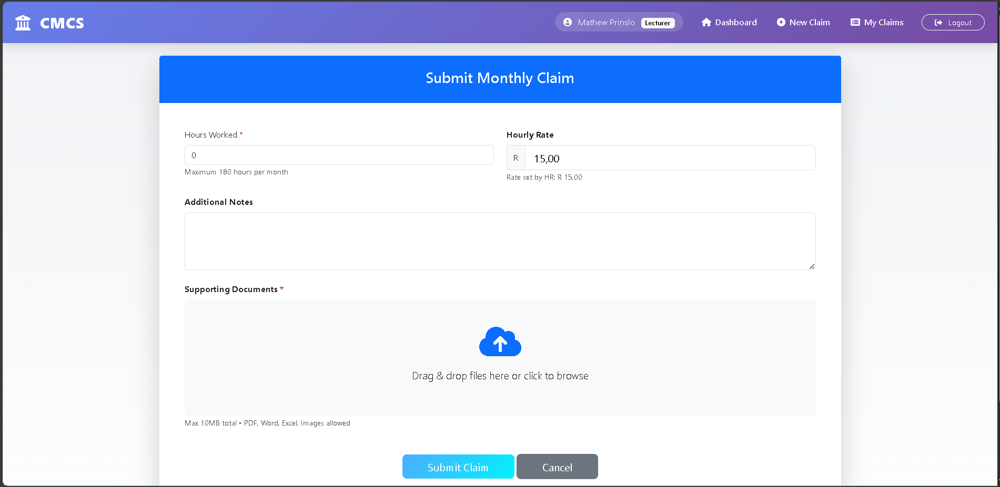 CMCS
Mathew Prinslo Lecturer Dashboard New Claim My Claims Logout
Submit Monthly Claim
Hours Worked *
0
Maximum 180 hours per month
Hourly Rate
R 15,00
Rate set by HR: R 15,00
Additional Notes
Supporting Documents *
Drag & drop files here or click to browse
Max 10MB total • PDF, Word, Excel, Images allowed
Submit Claim Cancel